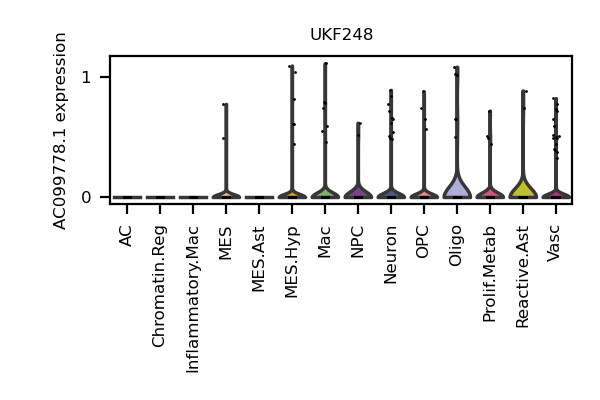 UKF248
AC099778.1 expression
1
0
AC
Chromatin.Reg
Inflammatory.Mac
MES
MES.Ast
MES.Hyp
Mac
NPC
Neuron
OPC
Oligo
Prolif.Metab
Reactive.Ast
Vasc